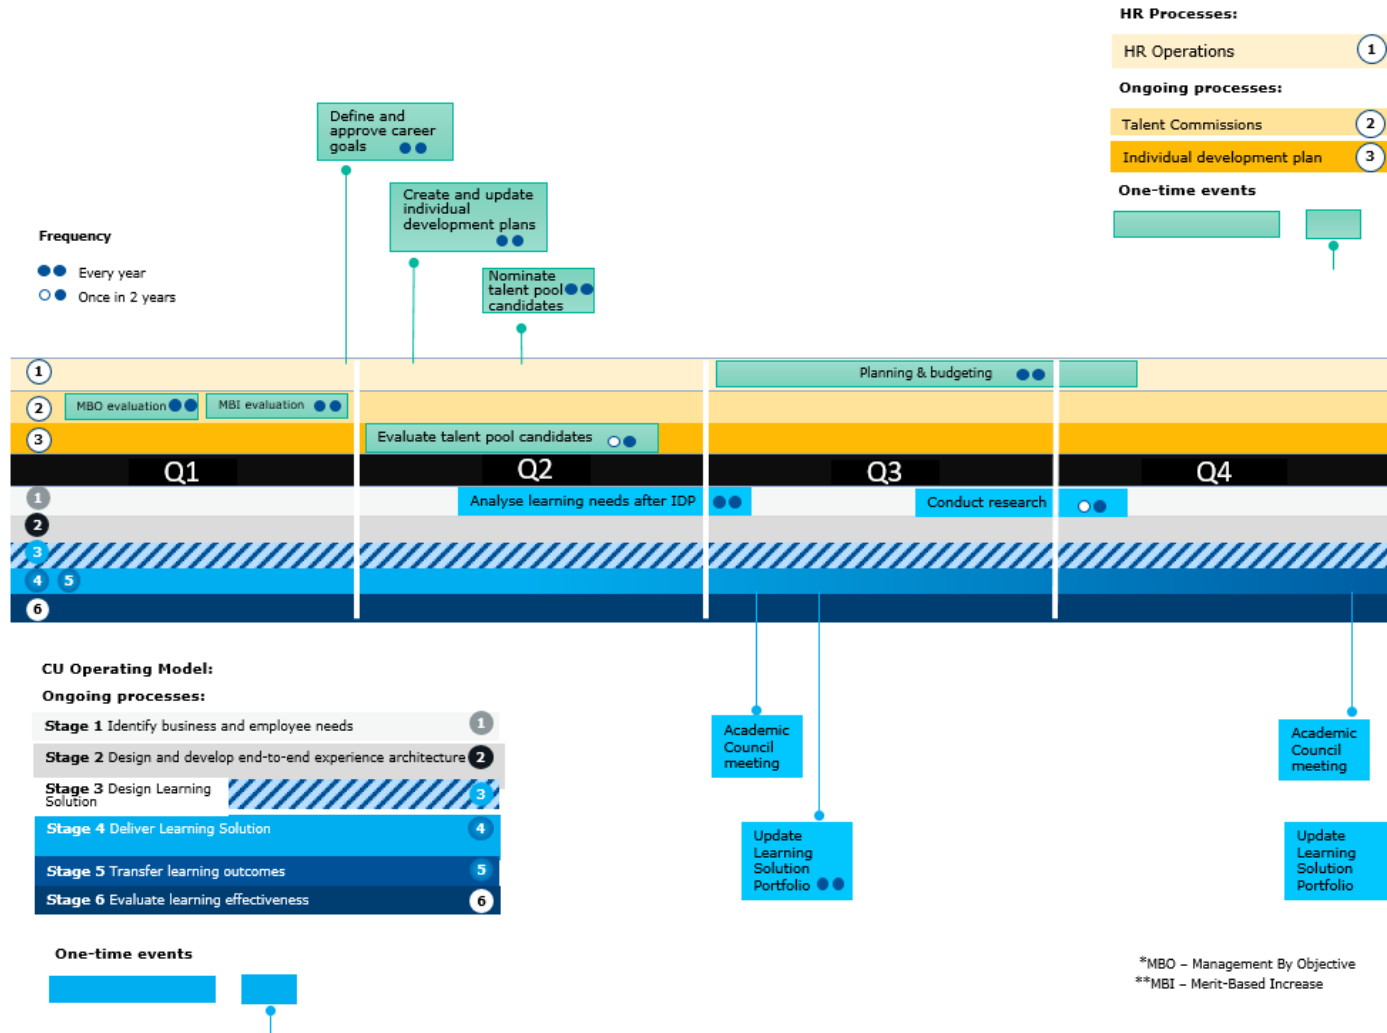 HR Processes:
HR Operations
1
Ongoing processes:
Talent Commissions
2
Individual development plan
3
One-time events
Define and
approve career
goals
Create and update
individual
development plans
Nominate
talent pool
candidates
Frequency
Every year
Once in 2 years
1
Planning & budgeting
2
MBO evaluation
MBI evaluation
3
Evaluate talent pool candidates
Q1
Q2
Q3
Q4
1
Analyse learning needs after IDP
Conduct research
2
3
4
5
6
CU Operating Model:
Ongoing processes:
Stage 1 Identify business and employee needs
1
Stage 2 Design and develop end-to-end experience architecture
2
Stage 3 Design Learning
Solution
3
Stage 4 Deliver Learning Solution
4
Stage 5 Transfer learning outcomes
5
Stage 6 Evaluate learning effectiveness
6
One-time events
Academic
Council
meeting
Update
Learning
Solution
Portfolio
Academic
Council
meeting
Update
Learning
Solution
Portfolio
*MBO – Management By Objective
**MBI – Merit-Based Increase